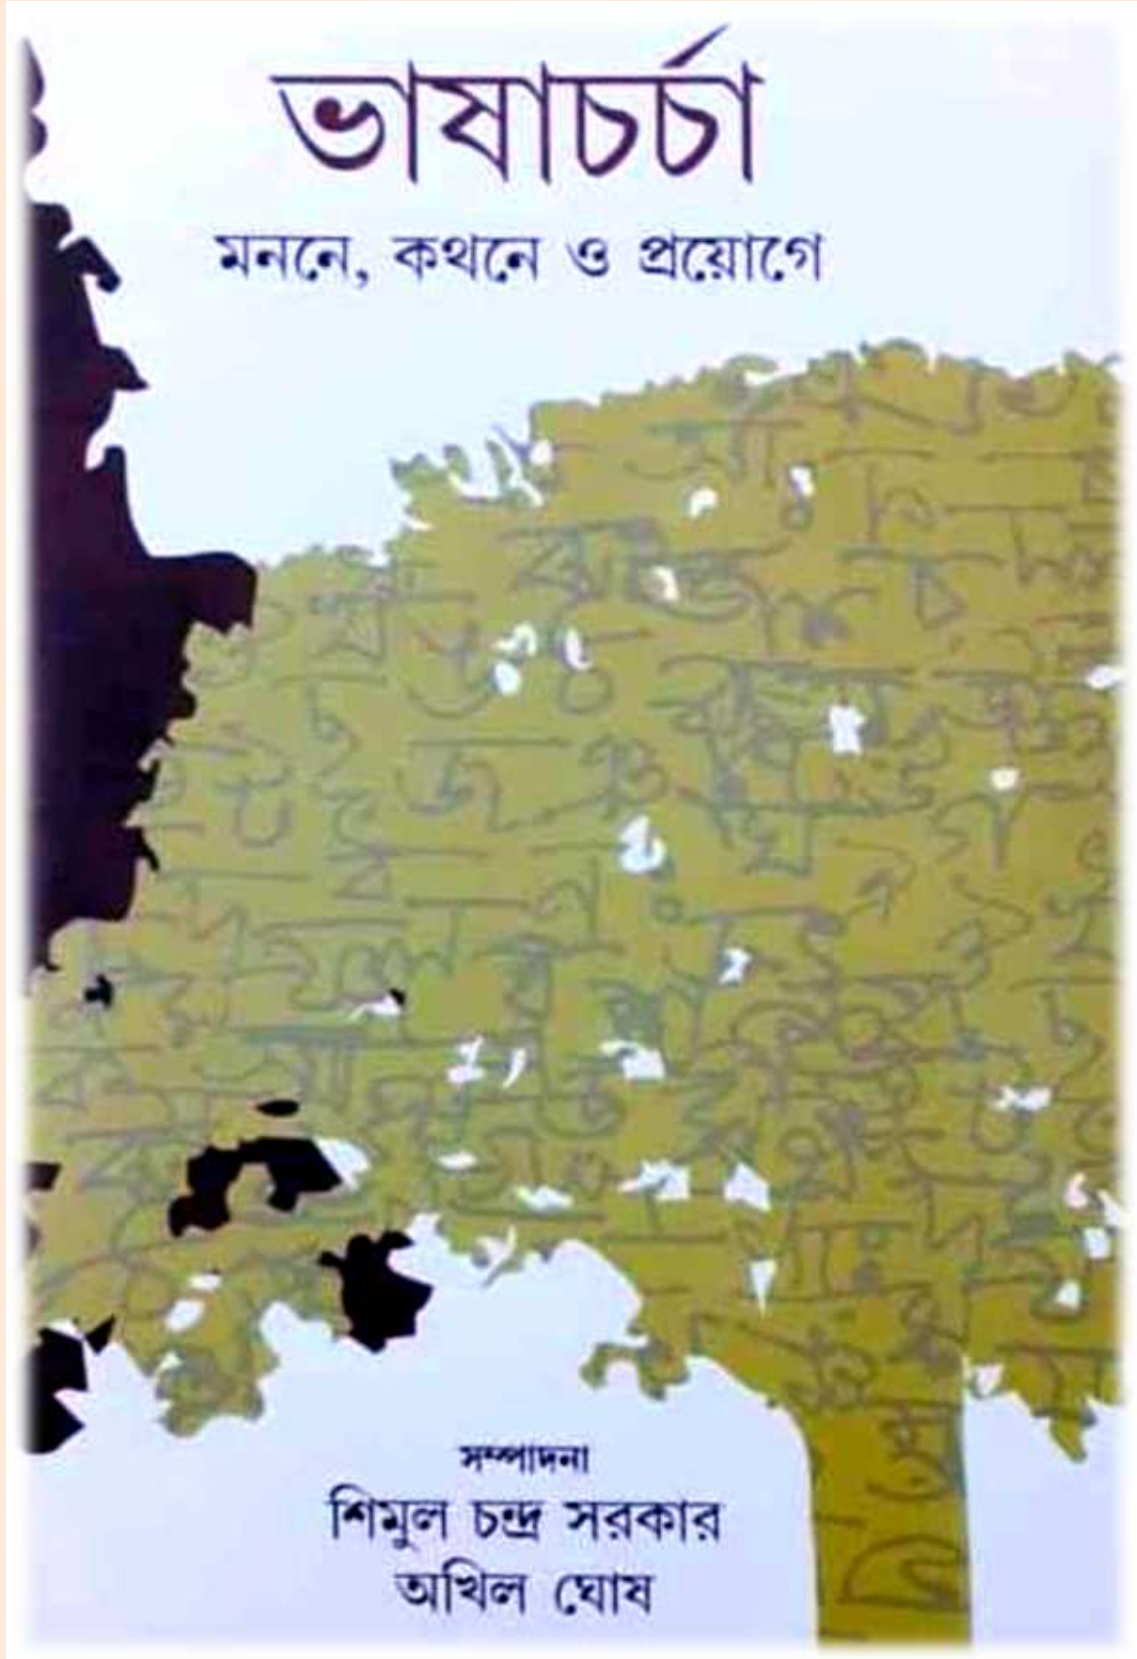 ভাষাচর্চা
মননে, কথনে ও প্রয়োগে
সম্পাদনা
শিমুল চন্দ্র সরকার
অখিল ঘোষ